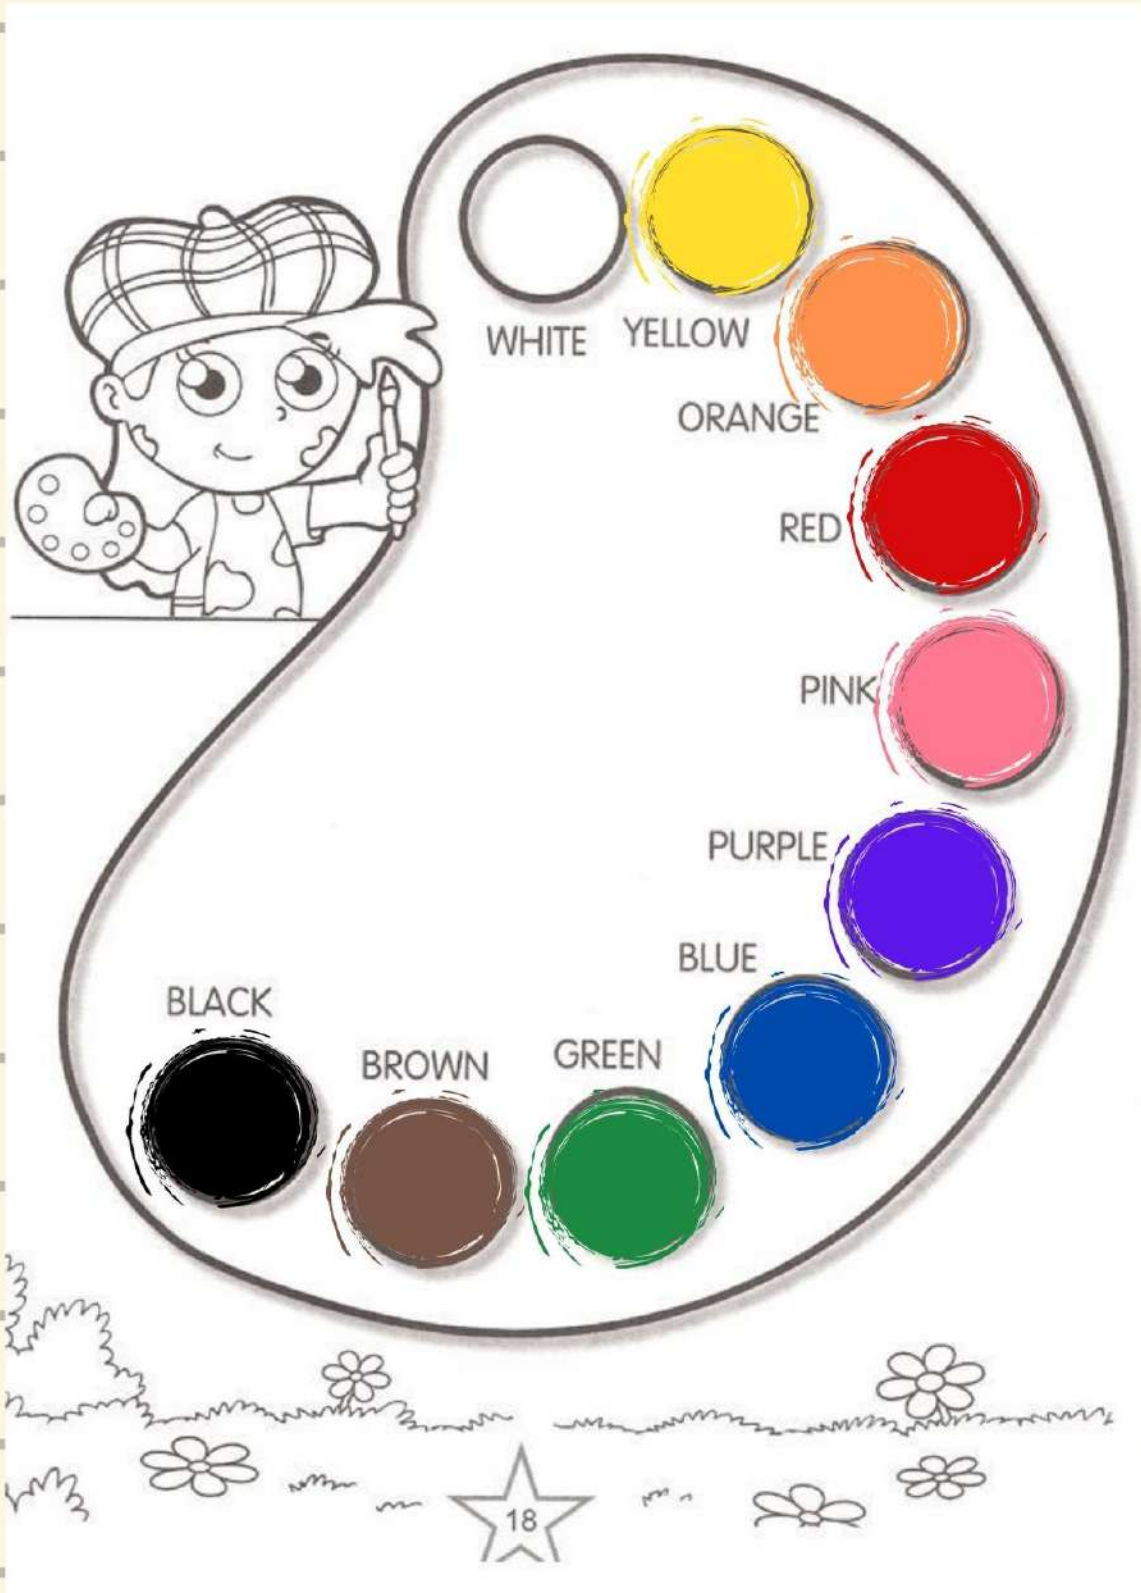 WHITE
YELLOW
ORANGE
RED
PINK
PURPLE
BLUE
GREEN
BROWN
BLACK
18